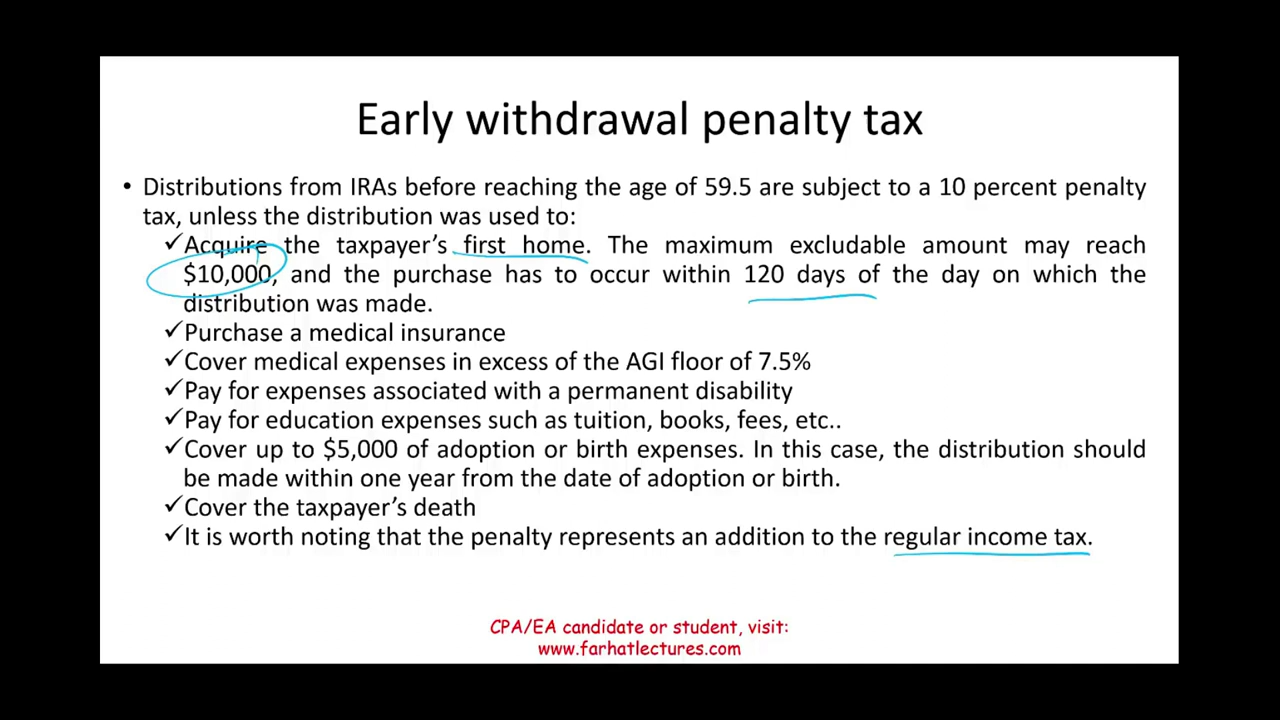 Early withdrawal penalty tax
• Distributions from IRAs before reaching the age of 59.5 are subject to a 10 percent penalty
tax, unless the distribution was used to:
✓Acquire the taxpayer's first home. The maximum excludable amount may reach
$10,000, and the purchase has to occur within 120 days of the day on which the
distribution was made.
✓Purchase a medical insurance
✓Cover medical expenses in excess of the AGI floor of 7.5%
✓Pay for expenses associated with a permanent disability
✓Pay for education expenses such as tuition, books, fees, etc..
✓Cover up to $5,000 of adoption or birth expenses. In this case, the distribution should
be made within one year from the date of adoption or birth.
✓Cover the taxpayer's death
✓It is worth noting that the penalty represents an addition to the regular income tax.
CPA/EA candidate or student, visit:
www.farhatlectures.com